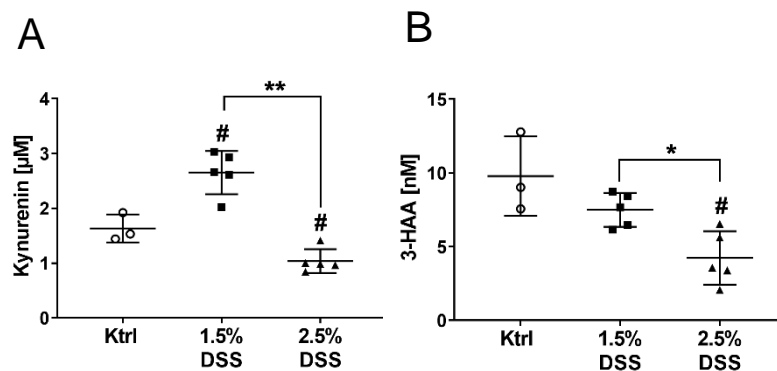 A
Kynurenin [µM]
4
3
2
1
0
#
**
#
Ktrl
1.5%
DSS
2.5%
DSS
B
3-HAA [nM]
15
10
5
0
*
#
Ktrl
1.5%
DSS
2.5%
DSS